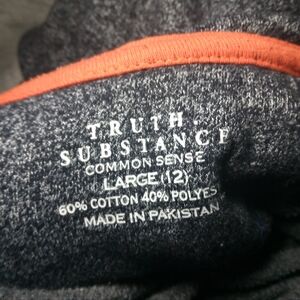 TRUTH.
SUBSTANCE
COMMON SENSE
LARGE (12)
60% COTTON 40% POLYES
MADE IN PAKISTAN